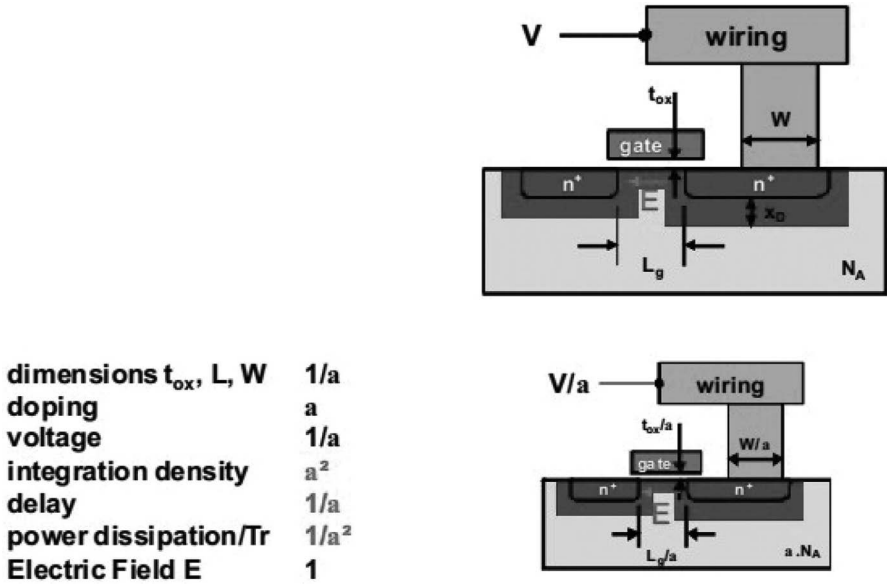 V
wiring
t_ox
W
gate
n⁺
n⁺
E
x_D
L_g
N_A
dimensions t_ox, L, W 1/a
doping a
voltage 1/a
integration density a²
delay 1/a
power dissipation/Tr 1/a²
Electric Field E 1
V/a
wiring
t_ox/a
W/a
gate
n⁺
n⁺
E
L_g/a
a.N_A